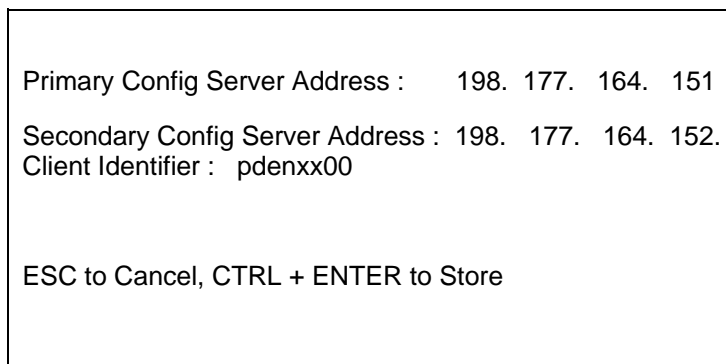 Primary Config Server Address : 198. 177. 164. 151
Secondary Config Server Address : 198. 177. 164. 152.
Client Identifier : pdenxx00
ESC to Cancel, CTRL + ENTER to Store